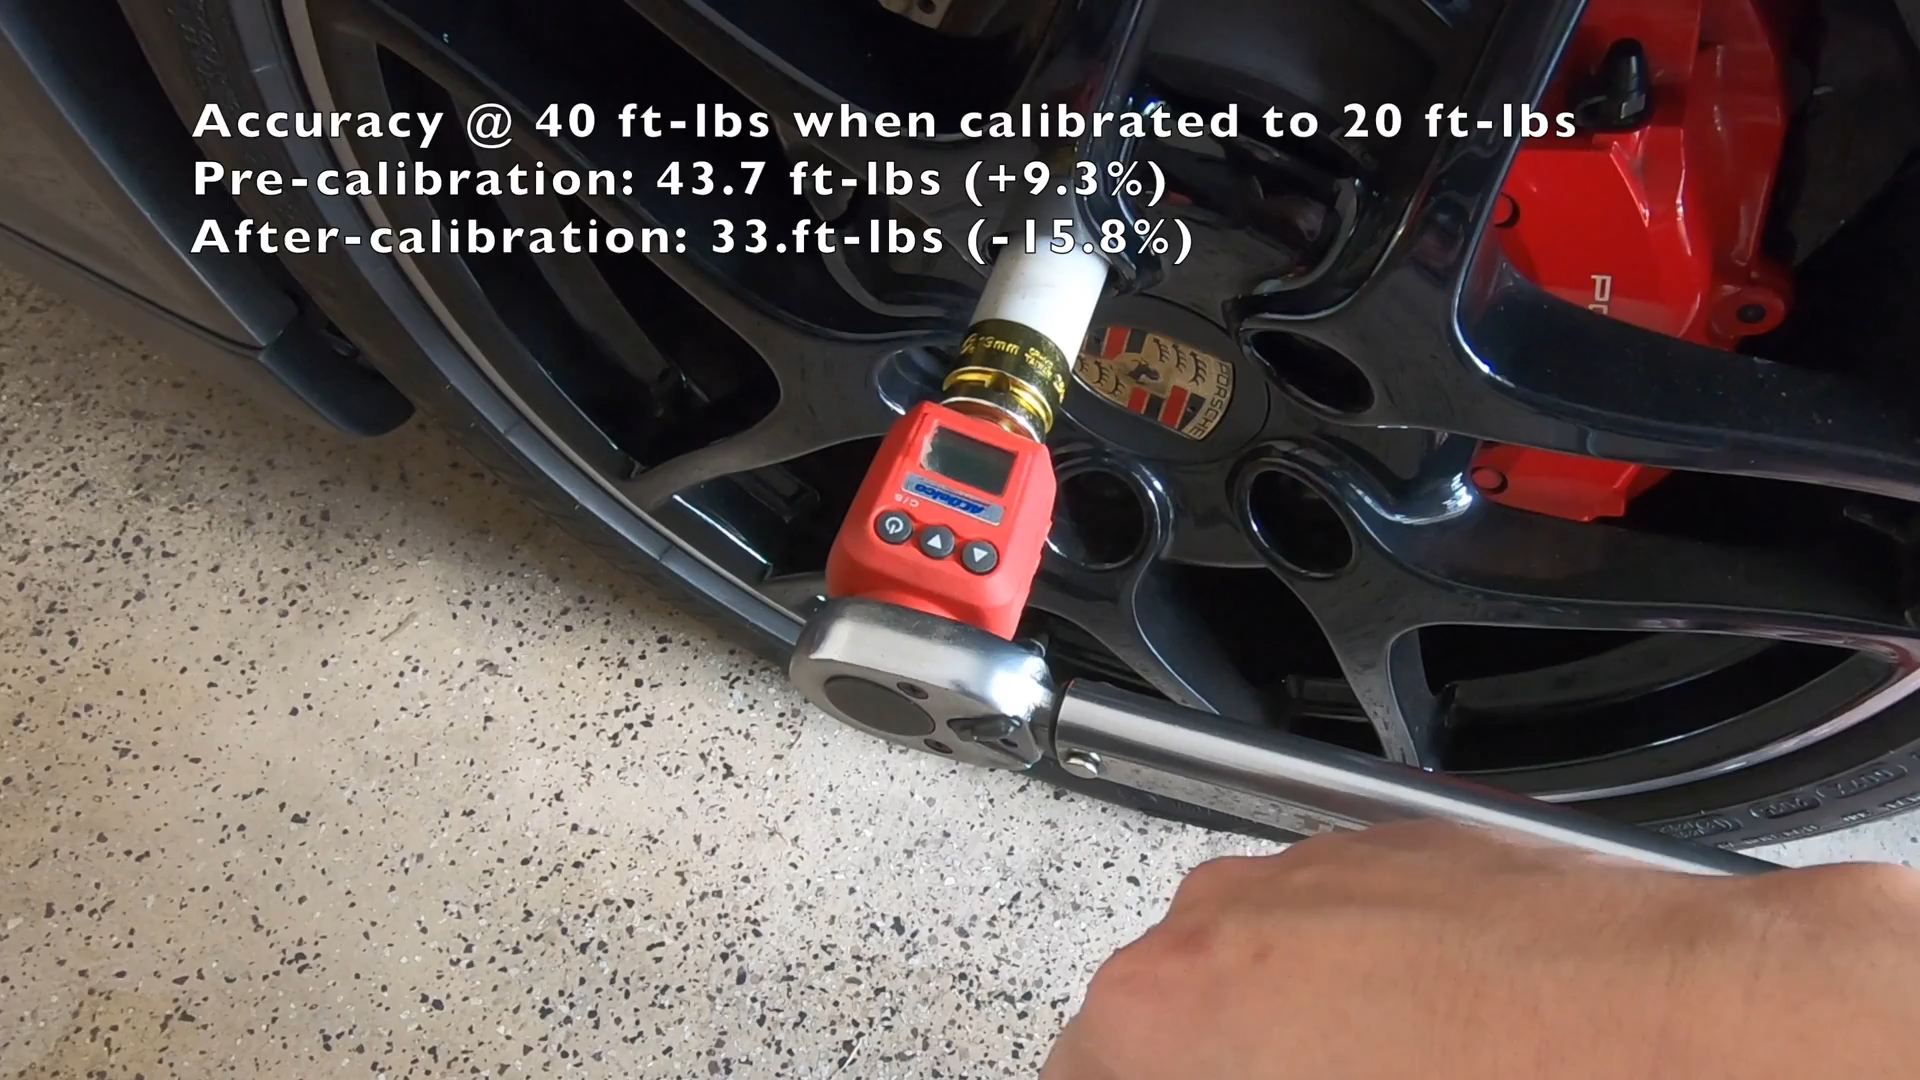 Accuracy @ 40 ft-lbs when calibrated to 20 ft-lbs
Pre-calibration: 43.7 ft-lbs (+9.3%)
After-calibration: 33.ft-lbs (-15.8%)
PORSCHE
ACDelco
C/S